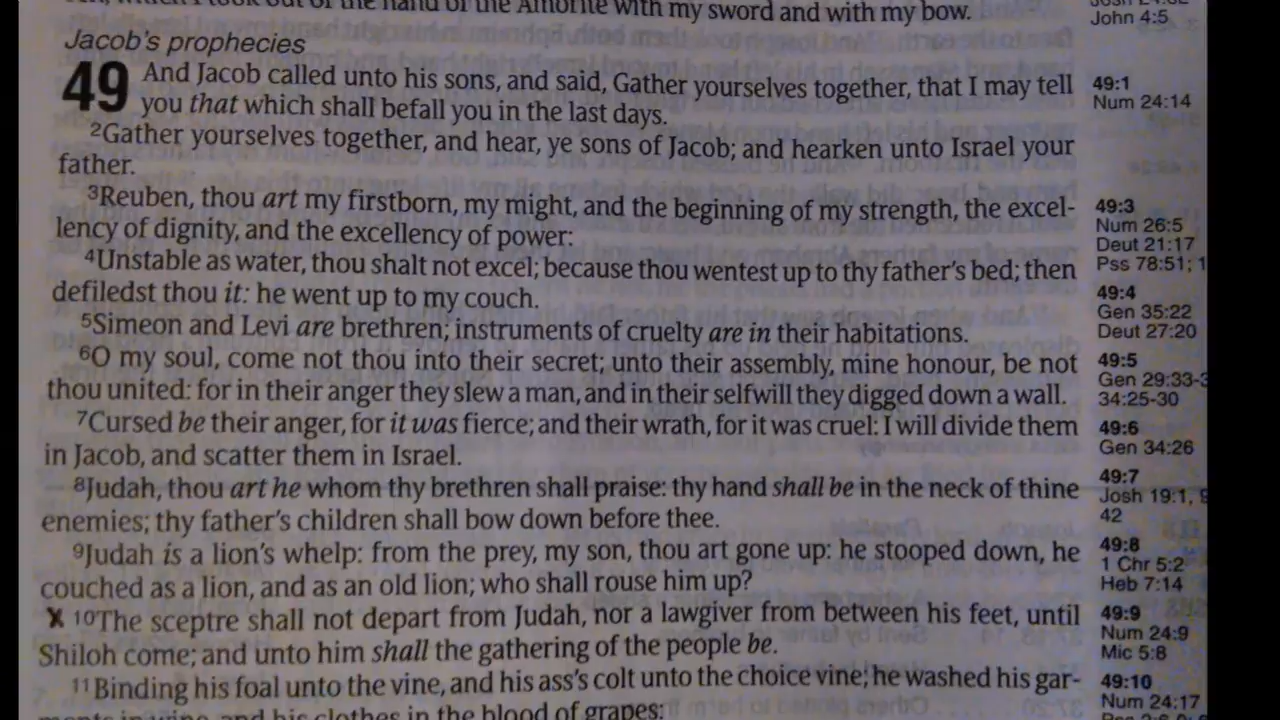 of the hand of the Amorite with my sword and with my bow.
Jacob's prophecies
49 And Jacob called unto his sons, and said, Gather yourselves together, that I may tell
you that which shall befall you in the last days.
2Gather yourselves together, and hear, ye sons of Jacob; and hearken unto Israel your
father.
3Reuben, thou art my firstborn, my might, and the beginning of my strength, the excel-
lency of dignity, and the excellency of power:
4Unstable as water, thou shalt not excel; because thou wentest up to thy father's bed; then
defiledst thou it: he went up to my couch.
5Simeon and Levi are brethren; instruments of cruelty are in their habitations.
6O my soul, come not thou into their secret; unto their assembly, mine honour, be not
thou united: for in their anger they slew a man, and in their selfwill they digged down a wall.
7Cursed be their anger, for it was fierce; and their wrath, for it was cruel: I will divide them
in Jacob, and scatter them in Israel.
8Judah, thou art he whom thy brethren shall praise: thy hand shall be in the neck of thine
enemies; thy father's children shall bow down before thee.
9Judah is a lion's whelp: from the prey, my son, thou art gone up: he stooped down, he
couched as a lion, and as an old lion; who shall rouse him up?
10The sceptre shall not depart from Judah, nor a lawgiver from between his feet, until
Shiloh come; and unto him shall the gathering of the people be.
11Binding his foal unto the vine, and his ass's colt unto the choice vine; he washed his gar-
and his clothes in the blood of grapes:
John 4:5
49:1
Num 24:14
49:3
Num 26:5
Deut 21:17
Pss 78:51; 1
49:4
Gen 35:22
Deut 27:20
49:5
Gen 29:33-3
34:25-30
49:6
Gen 34:26
49:7
Josh 19:1, 9
42
49:8
1 Chr 5:2
Heb 7:14
49:9
Num 24:9
Mic 5:8
49:10
Num 24:17